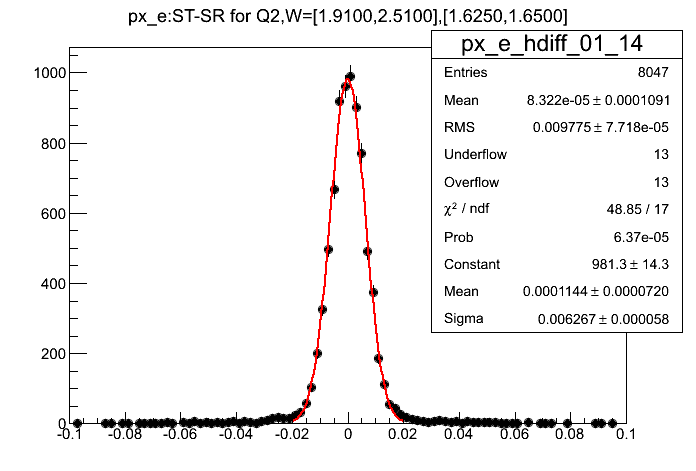 px_e:ST-SR for Q2,W=[1.9100,2.5100],[1.6250,1.6500]
px_e_hdiff_01_14
Entries 8047
Mean 8.322e-05 ± 0.0001091
RMS 0.009775 ± 7.718e-05
Underflow 13
Overflow 13
χ² / ndf 48.85 / 17
Prob 6.37e-05
Constant 981.3 ± 14.3
Mean 0.0001144 ± 0.0000720
Sigma 0.006267 ± 0.000058
1000
800
600
400
200
0
-0.1 -0.08 -0.06 -0.04 -0.02 0 0.02 0.04 0.06 0.08 0.1